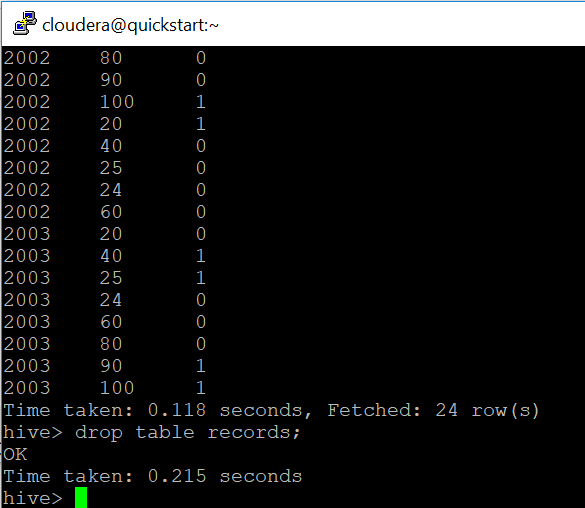 cloudera@quickstart:~
2002    80      0
2002    90      0
2002    100     1
2002    20      1
2002    40      0
2002    25      0
2002    24      0
2002    60      0
2003    20      0
2003    40      1
2003    25      1
2003    24      0
2003    60      0
2003    80      0
2003    90      1
2003    100     1
Time taken: 0.118 seconds, Fetched: 24 row(s)
hive> drop table records;
OK
Time taken: 0.215 seconds
hive>